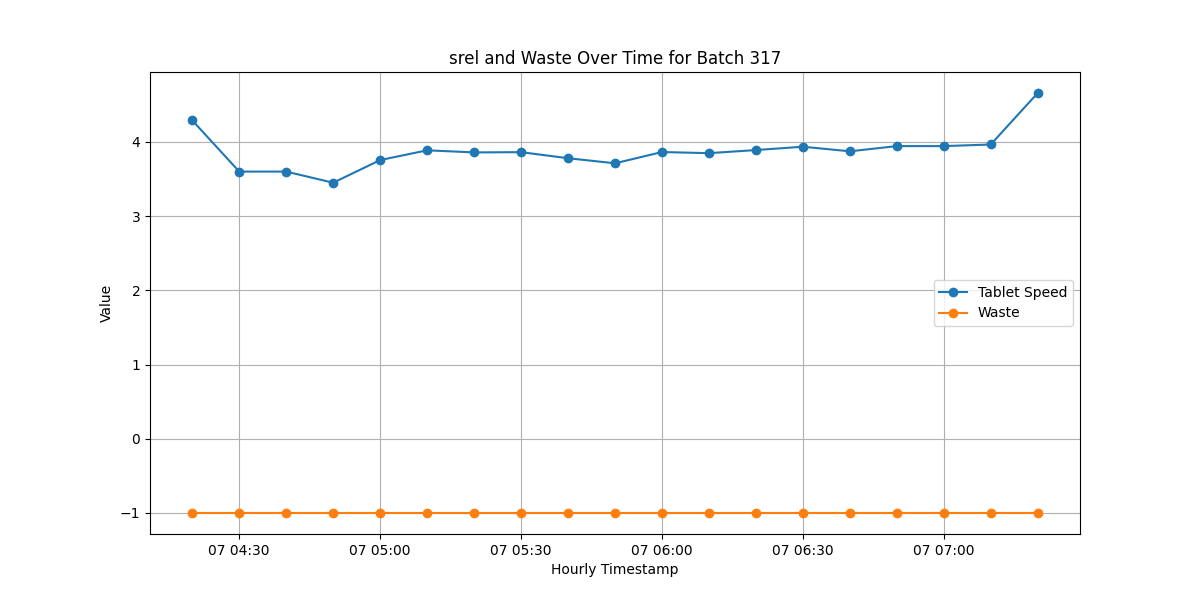 srel and Waste Over Time for Batch 317
Value
4
3
2
1
0
−1
Tablet Speed
Waste
07 04:30
07 05:00
07 05:30
07 06:00
07 06:30
07 07:00
Hourly Timestamp